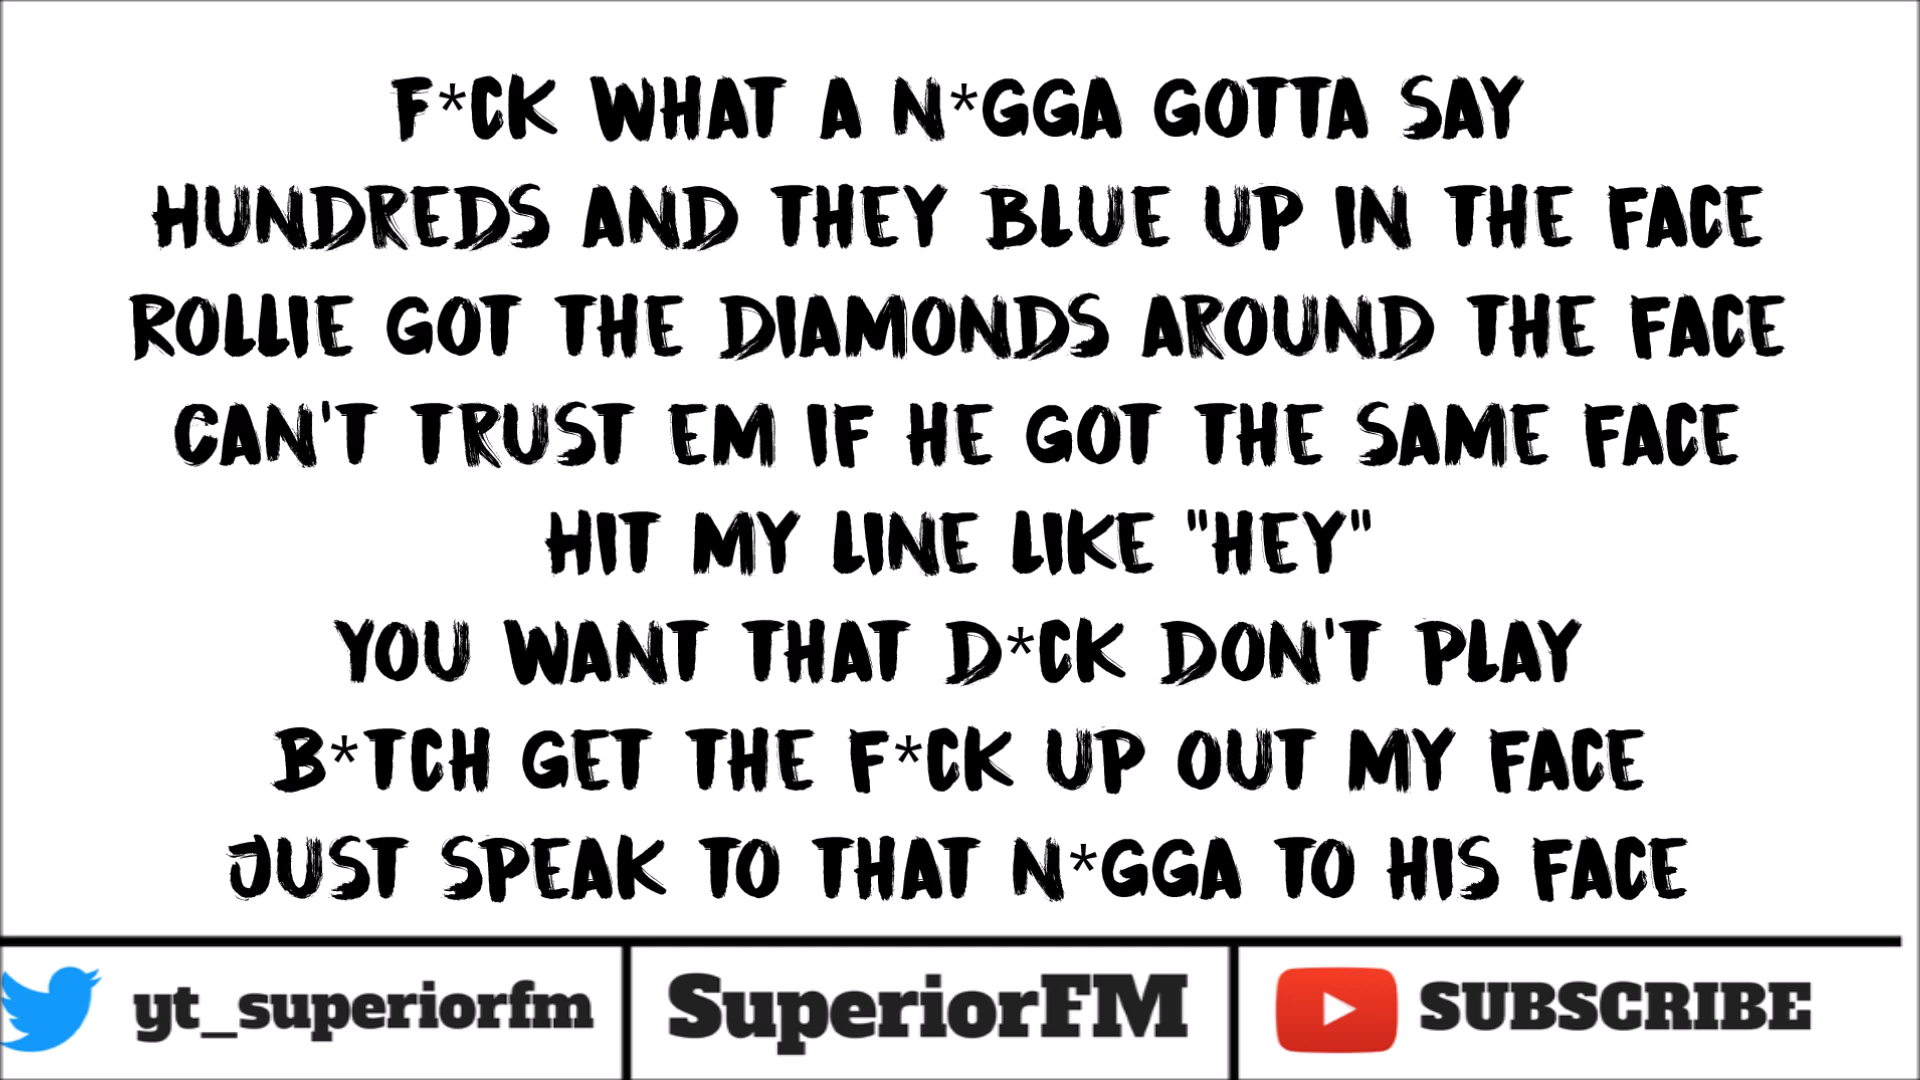 F*CK WHAT A N*GGA GOTTA SAY
HUNDREDS AND THEY BLUE UP IN THE FACE
ROLLIE GOT THE DIAMONDS AROUND THE FACE
CAN'T TRUST EM IF HE GOT THE SAME FACE
HIT MY LINE LIKE "HEY"
YOU WANT THAT D*CK DON'T PLAY
B*TCH GET THE F*CK UP OUT MY FACE
JUST SPEAK TO THAT N*GGA TO HIS FACE
yt_superiorfm
SuperiorFM
SUBSCRIBE